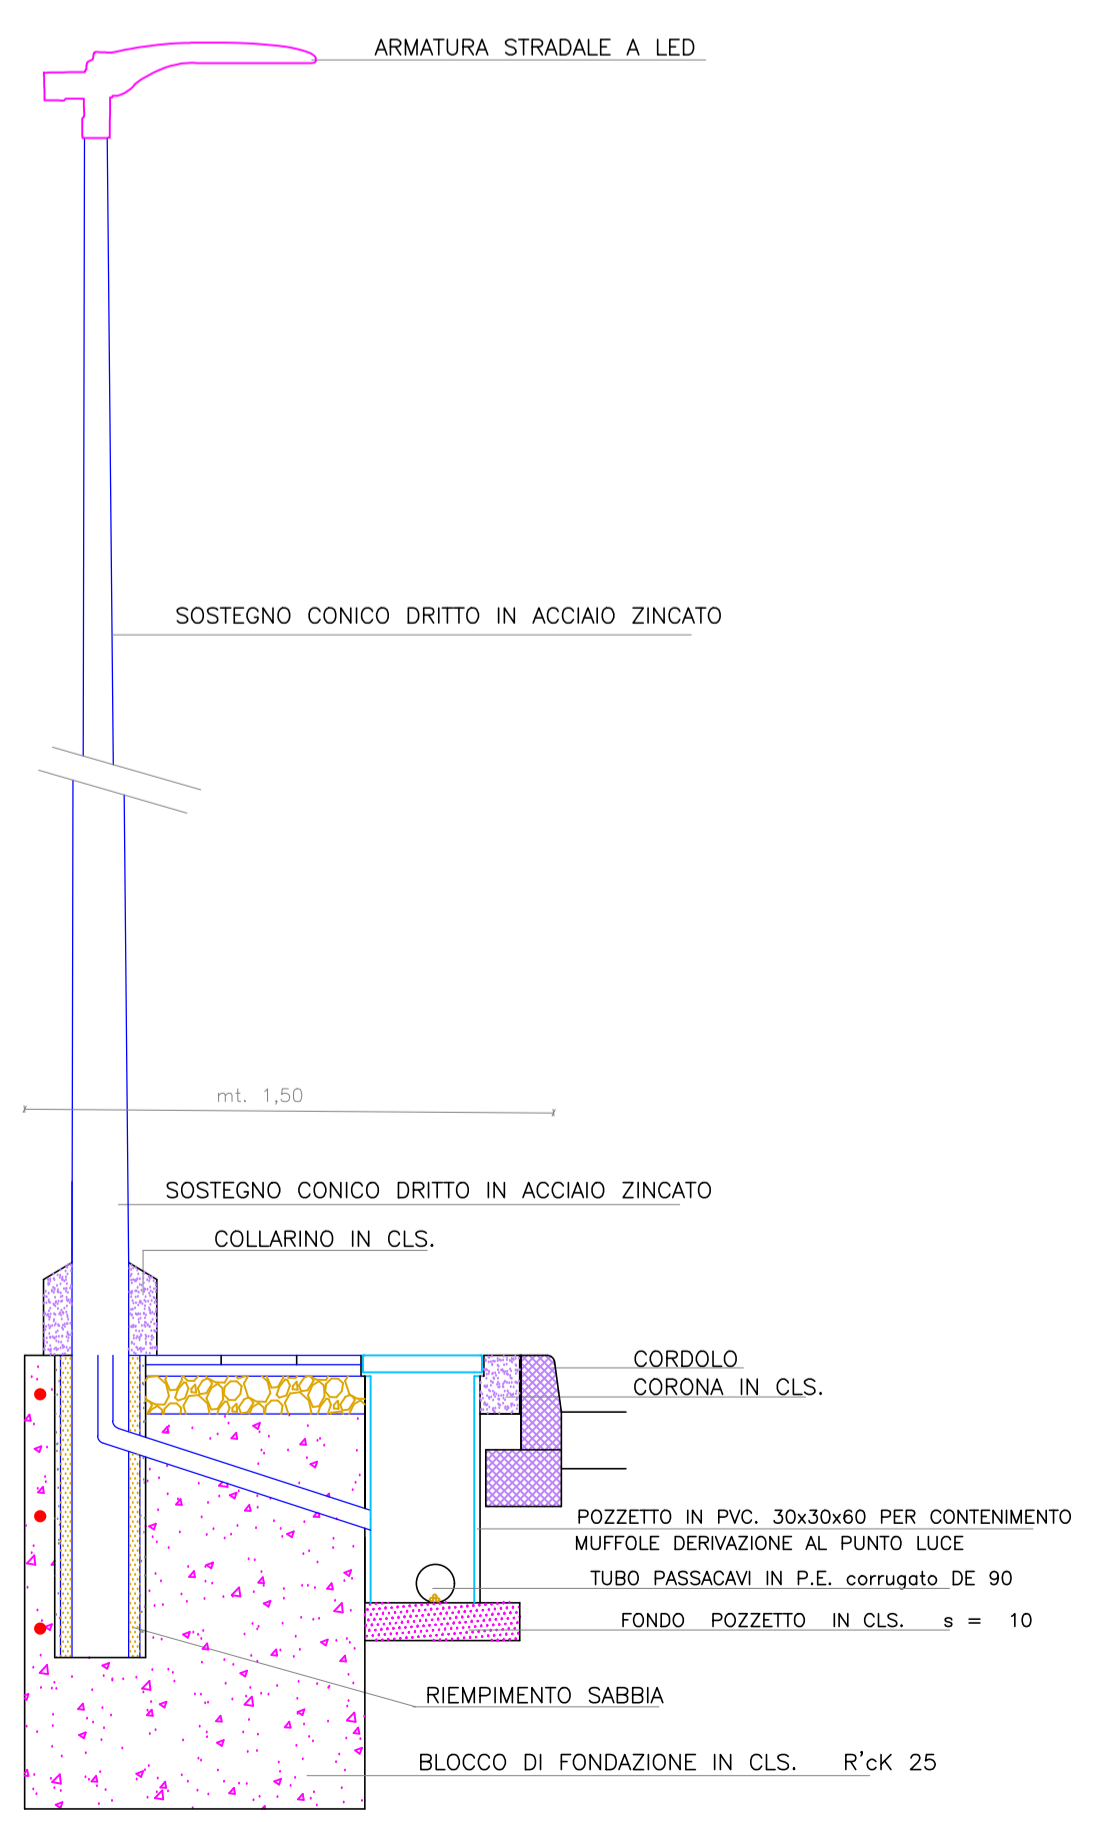 ARMATURA STRADALE A LED
SOSTEGNO CONICO DRITTO IN ACCIAIO ZINCATO
mt. 1,50
SOSTEGNO CONICO DRITTO IN ACCIAIO ZINCATO
COLLARINO IN CLS.
CORDOLO
CORONA IN CLS.
POZZETTO IN PVC. 30x30x60 PER CONTENIMENTO
MUFFOLE DERIVAZIONE AL PUNTO LUCE
TUBO PASSACAVI IN P.E. corrugato DE 90
FONDO POZZETTO IN CLS. s = 10
RIEMPIMENTO SABBIA
BLOCCO DI FONDAZIONE IN CLS. R'cK 25